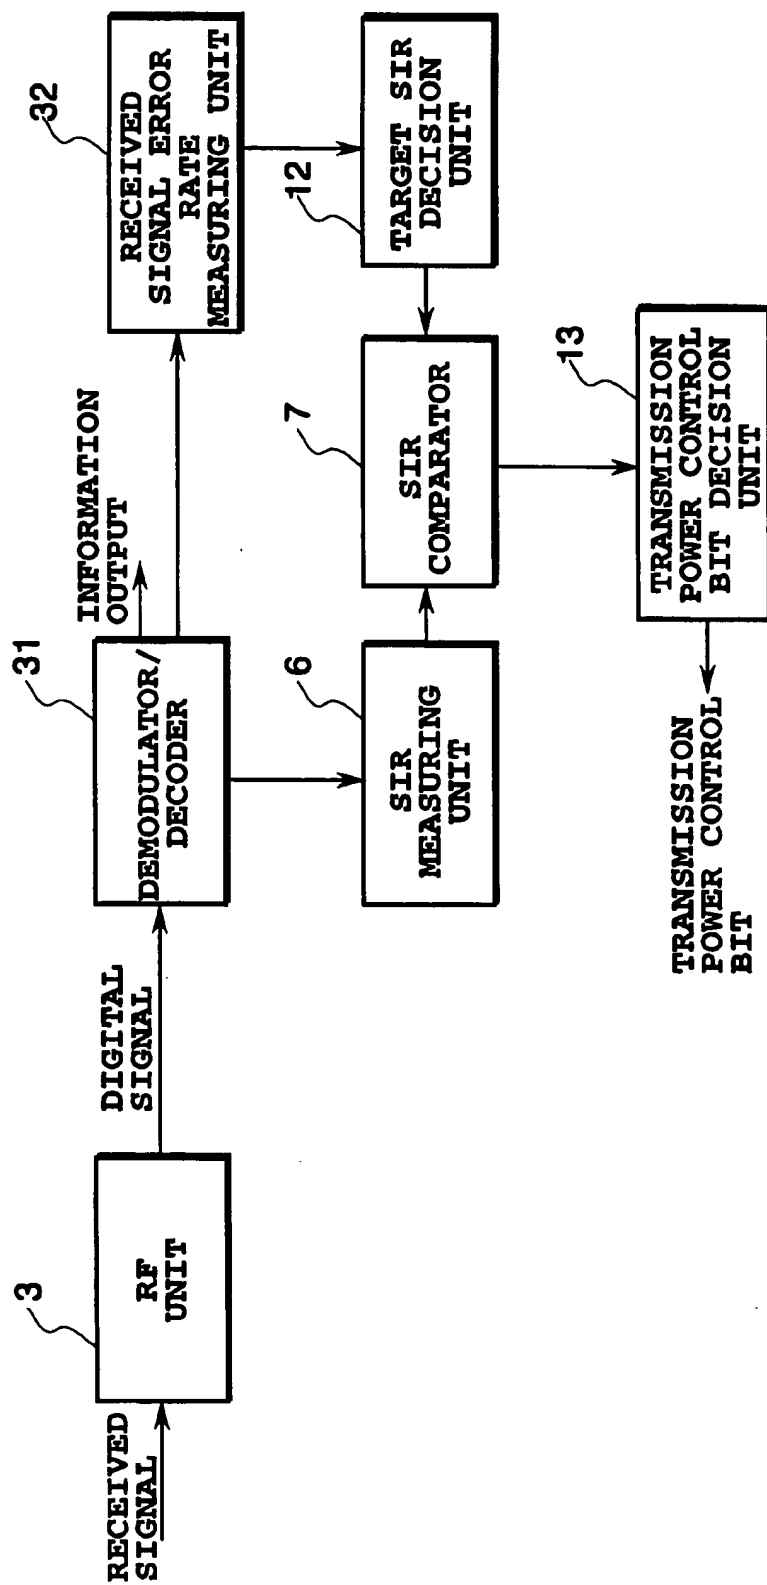 RECEIVED
SIGNAL
3
RF
UNIT
DIGITAL
SIGNAL
31
DEMODULATOR/
DECODER
INFORMATION
OUTPUT
32
RECEIVED
SIGNAL ERROR
RATE
MEASURING UNIT
6
SIR
MEASURING
UNIT
7
SIR
COMPARATOR
12
TARGET SIR
DECISION
UNIT
13
TRANSMISSION
POWER CONTROL
BIT DECISION
UNIT
TRANSMISSION
POWER CONTROL
BIT